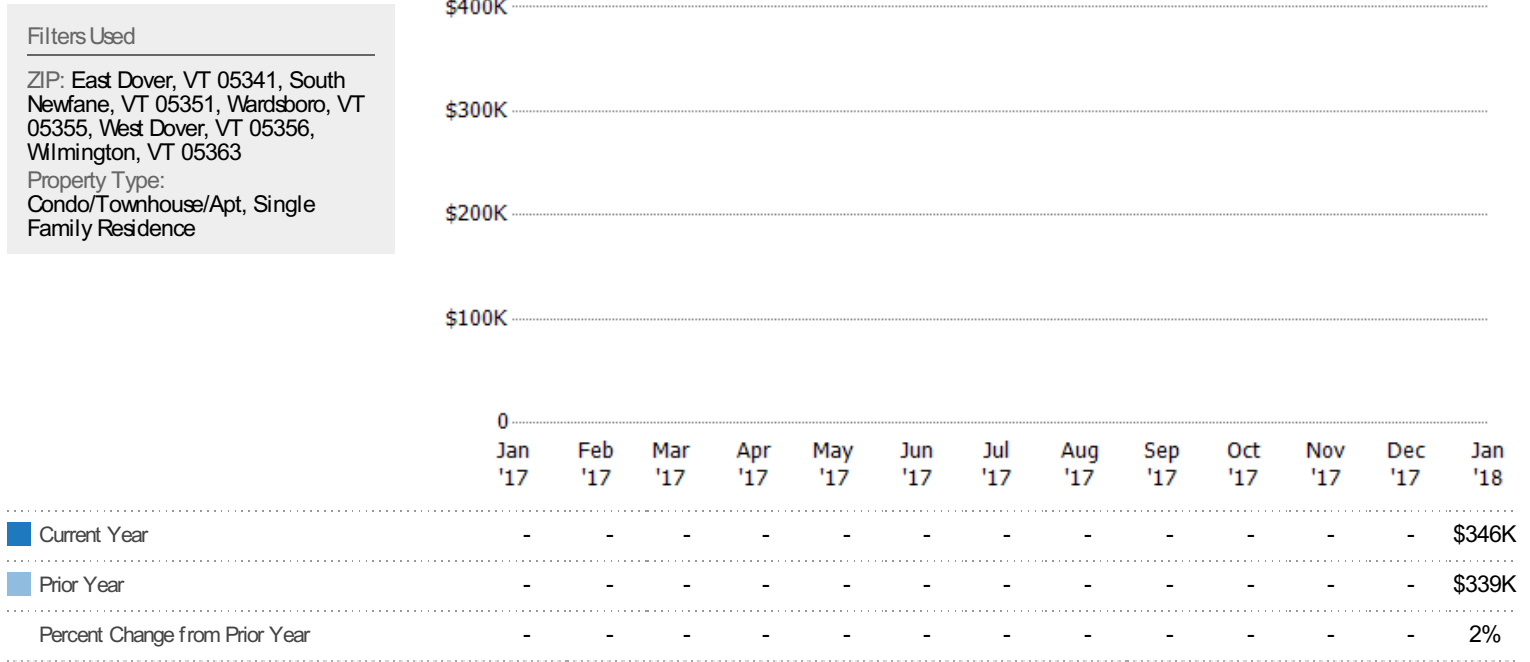 Filters Used
ZIP: East Dover, VT 05341, South
Newfane, VT 05351, Wardsboro, VT
05355, West Dover, VT 05356,
Wilmington, VT 05363
Property Type:
Condo/Townhouse/Apt, Single
Family Residence
$400K
$300K
$200K
$100K
0
Jan Feb Mar Apr May Jun Jul Aug Sep Oct Nov Dec Jan
'17 '17 '17 '17 '17 '17 '17 '17 '17 '17 '17 '17 '18
Current Year - - - - - - - - - - - - $346K
Prior Year - - - - - - - - - - - - $339K
Percent Change from Prior Year - - - - - - - - - - - - 2%